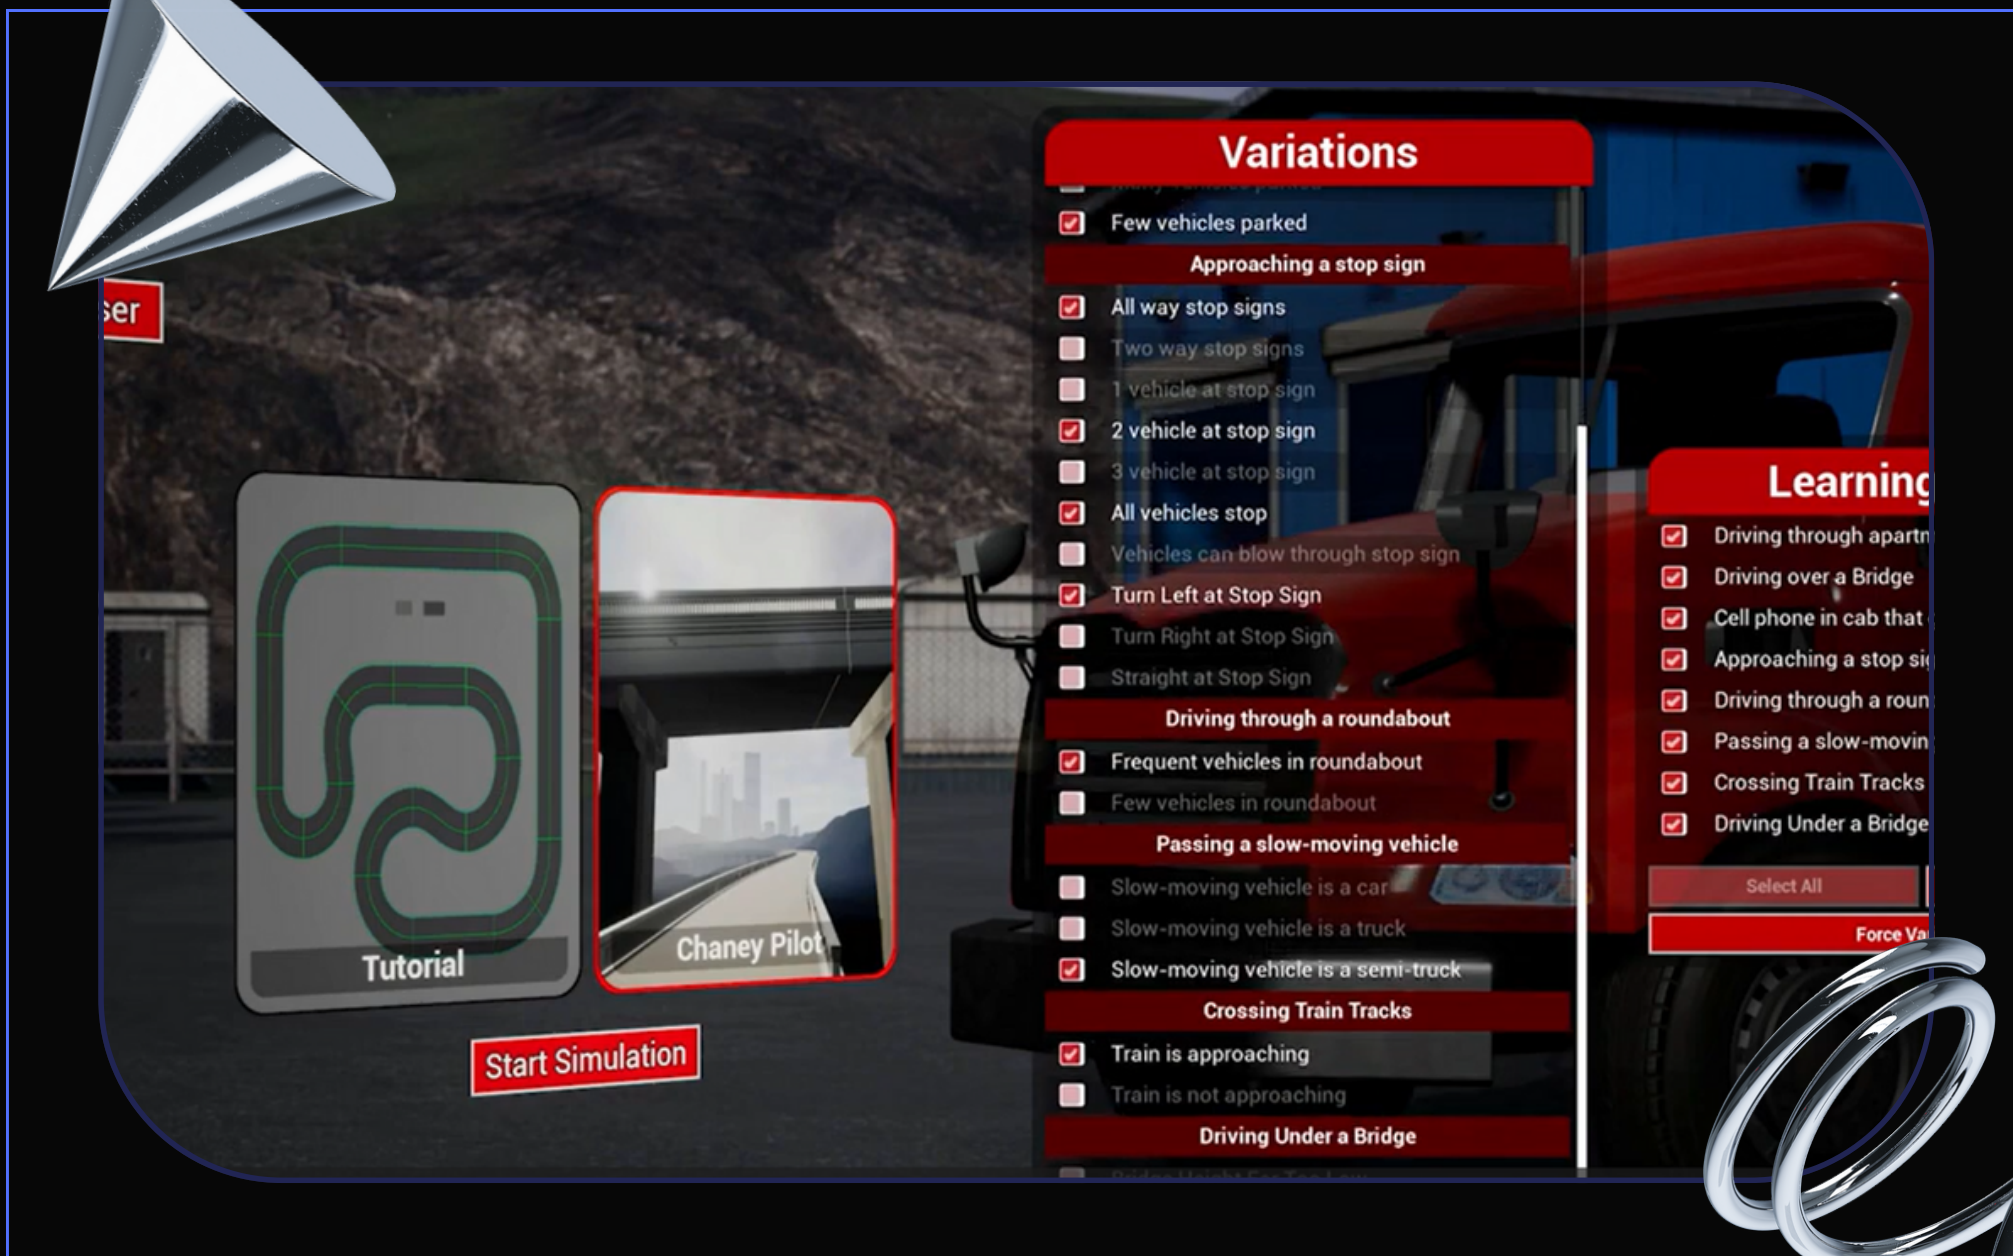 ser
Tutorial
Chaney Pilot
Start Simulation
Variations
Few vehicles parked
Approaching a stop sign
All way stop signs
Two way stop signs
1 vehicle at stop sign
2 vehicle at stop sign
3 vehicle at stop sign
All vehicles stop
Vehicles can blow through stop sign
Turn Left at Stop Sign
Turn Right at Stop Sign
Straight at Stop Sign
Driving through a roundabout
Frequent vehicles in roundabout
Few vehicles in roundabout
Passing a slow-moving vehicle
Slow-moving vehicle is a car
Slow-moving vehicle is a truck
Slow-moving vehicle is a semi-truck
Crossing Train Tracks
Train is approaching
Train is not approaching
Driving Under a Bridge
Learning
Driving through apartn
Driving over a Bridge
Cell phone in cab that
Approaching a stop sig
Driving through a roun
Passing a slow-movin
Crossing Train Tracks
Driving Under a Bridge
Select All
Force Va